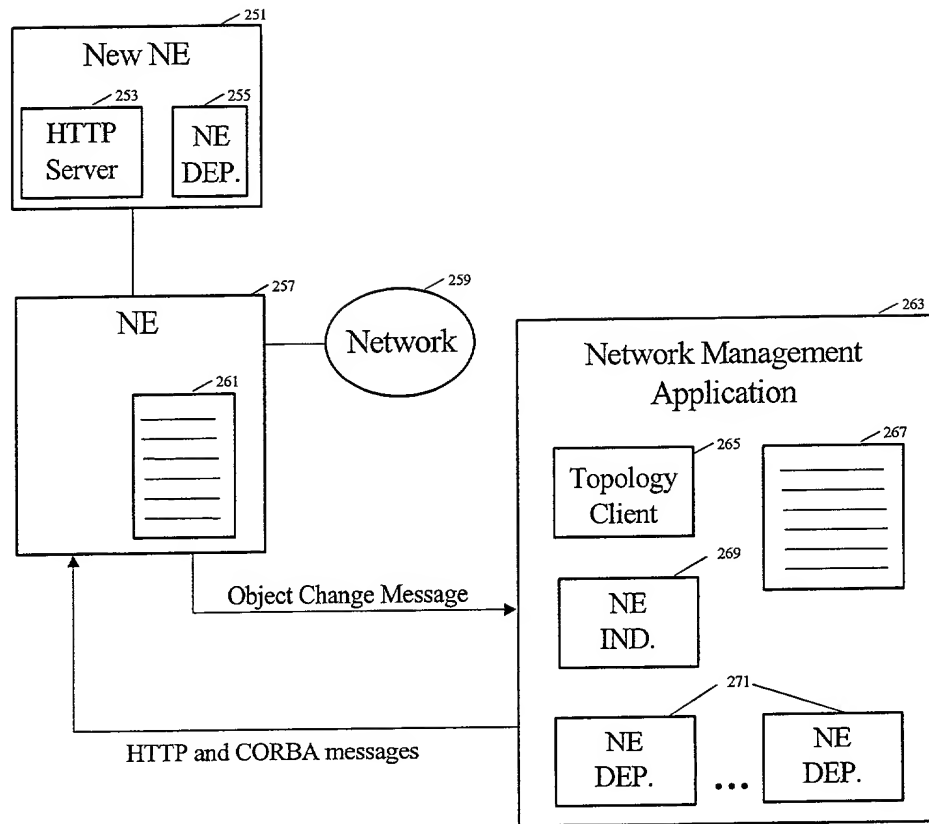 251
New NE
253
HTTP
Server
255
NE
DEP.
257
NE
259
Network
261
263
Network Management
Application
265
Topology
Client
267
269
NE
IND.
Object Change Message
271
NE
DEP.
...
NE
DEP.
HTTP and CORBA messages